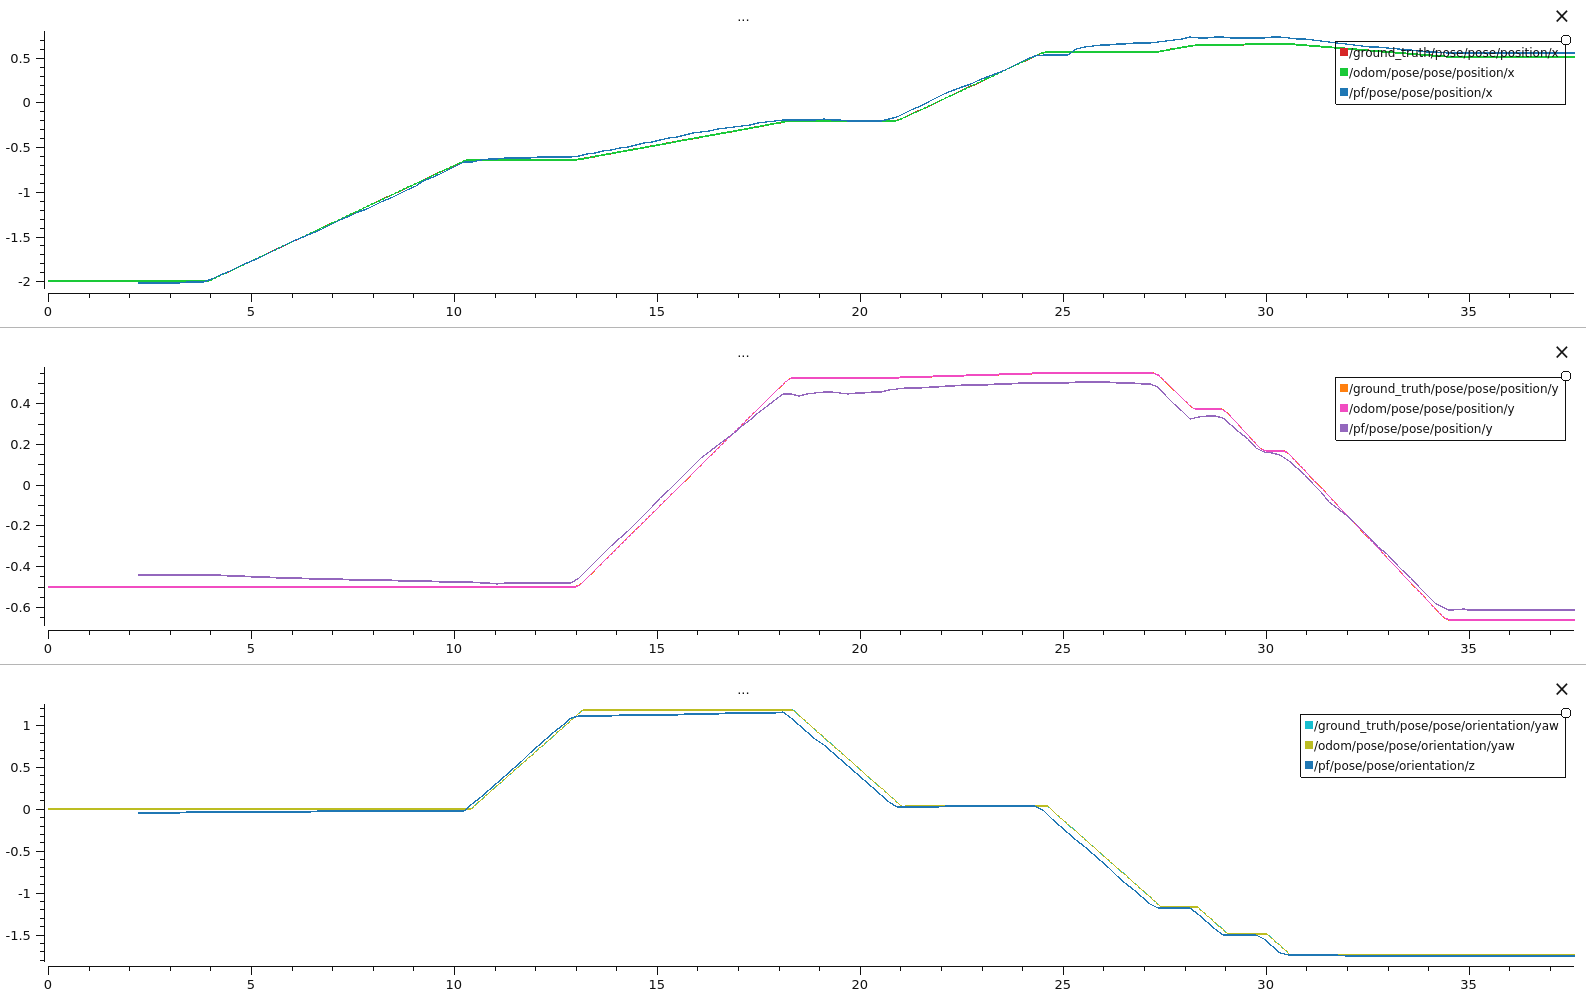 ...
×
0.5
0
-0.5
-1
-1.5
-2
/ground_truth/pose/pose/position/x
/odom/pose/pose/position/x
/pf/pose/pose/position/x
0 5 10 15 20 25 30 35
...
×
0.4
0.2
0
-0.2
-0.4
-0.6
/ground_truth/pose/pose/position/y
/odom/pose/pose/position/y
/pf/pose/pose/position/y
0 5 10 15 20 25 30 35
...
×
1
0.5
0
-0.5
-1
-1.5
/ground_truth/pose/pose/orientation/yaw
/odom/pose/pose/orientation/yaw
/pf/pose/pose/orientation/z
0 5 10 15 20 25 30 35